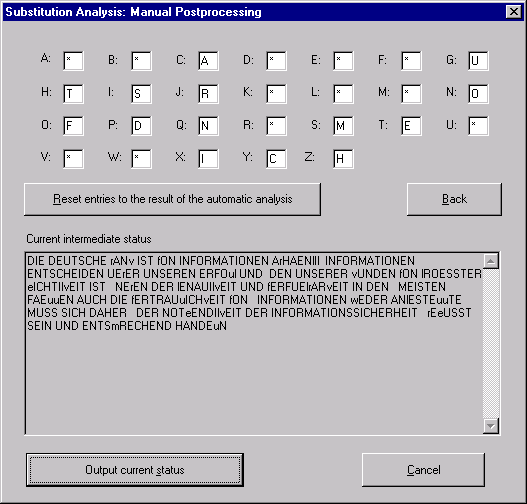 Substitution Analysis: Manual Postprocessing
A: * B: * C: A D: * E: * F: * G: U
H: T I: S J: R K: * L: * M: * N: O
O: F P: D Q: N R: * S: M T: E U: *
V: * W: * X: I Y: C Z: H
Reset entries to the result of the automatic analysis Back
Current intermediate status
DIE DEUTSCHE rANv IST fON INFORMATIONEN ArHAENIlI INFORMATIONEN
ENTSCHEIDEN UErER UNSEREN ERFOuI UND DEN UNSERER vUNDEN fON IROESSTER
eICHTIIvEIT IST NErEN DER IENAUIIvEIT UND fERFUEIrARvEIT IN DEN MEISTEN
FAEuuEN AUCH DIE fERTRAUuICHvEIT fON INFORMATIONEN wEDER ANIESTEuuTE
MUSS SICH DAHER DER NOTeENDIIvEIT DER INFORMATIONSSICHERHEIT rEeUSST
SEIN UND ENTSmRECHEND HANDEuN
Output current status Cancel